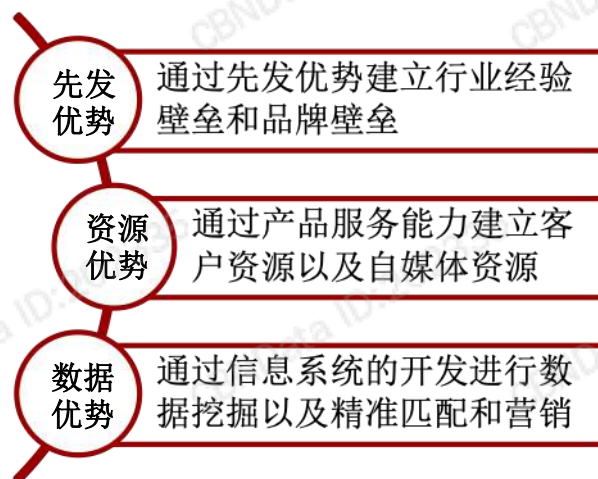 先发
优势
通过先发优势建立行业经验
壁垒和品牌壁垒
资源
优势
通过产品服务能力建立客
户资源以及自媒体资源
数据
优势
通过信息系统的开发进行数
据挖掘以及精准匹配和营销